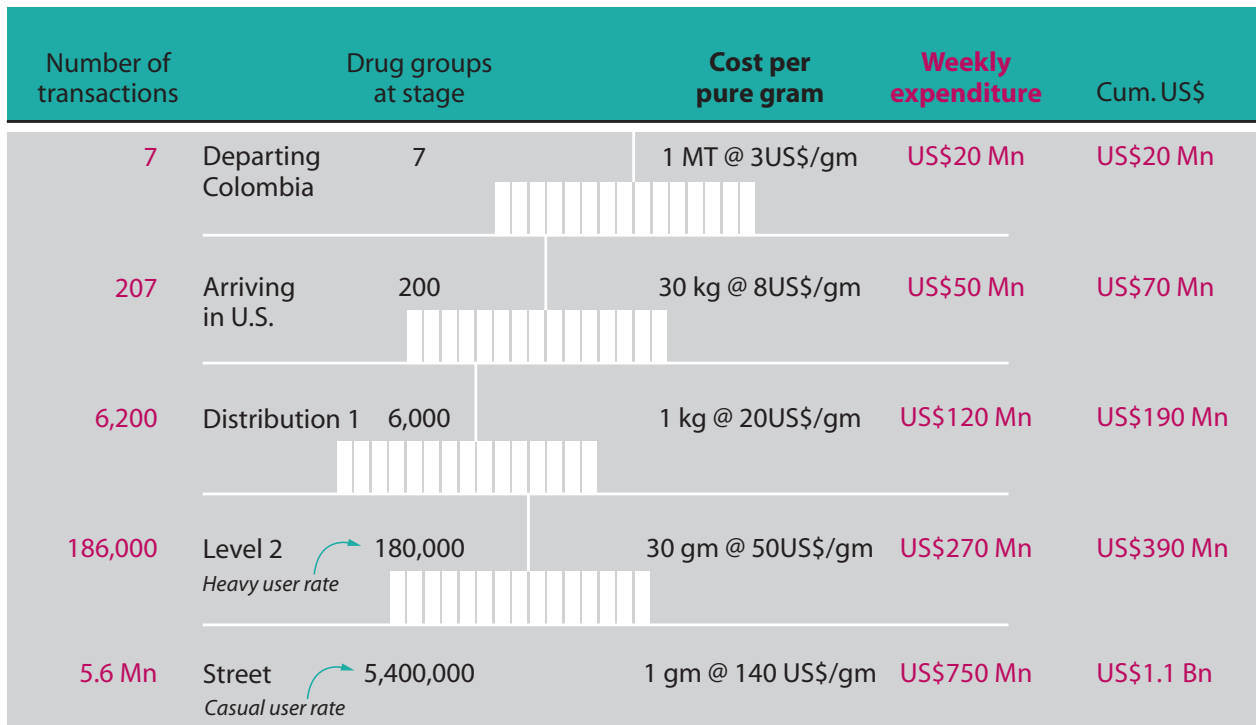 Number of transactions
Drug groups at stage
Cost per pure gram
Weekly expenditure
Cum. US$
7 Departing Colombia 7 1 MT @ 3US$/gm US$20 Mn US$20 Mn
207 Arriving in U.S. 200 30 kg @ 8US$/gm US$50 Mn US$70 Mn
6,200 Distribution 1 6,000 1 kg @ 20US$/gm US$120 Mn US$190 Mn
186,000 Level 2 180,000 30 gm @ 50US$/gm US$270 Mn US$390 Mn
Heavy user rate
5.6 Mn Street 5,400,000 1 gm @ 140 US$/gm US$750 Mn US$1.1 Bn
Casual user rate